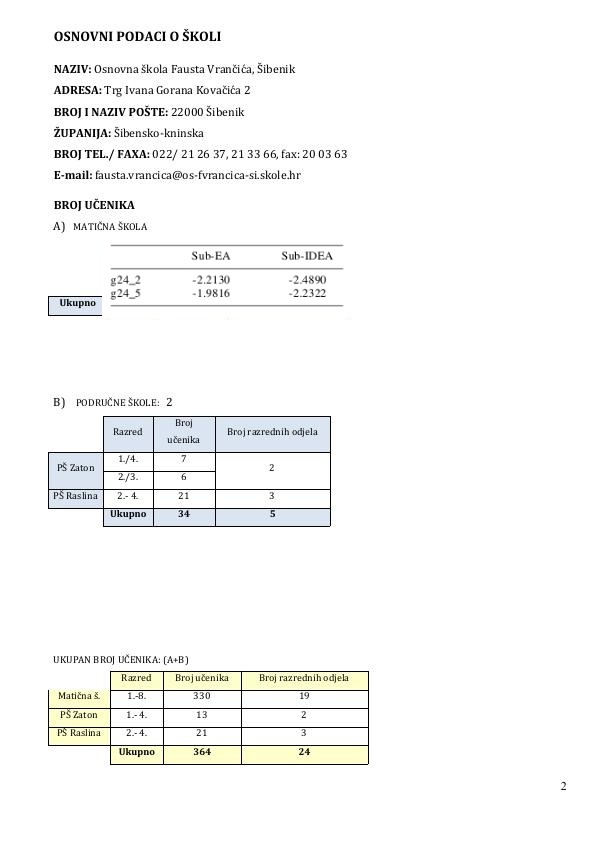 OSNOVNI PODACI O ŠKOLI
NAZIV: Osnovna škola Fausta Vrančića, Šibenik
ADRESA: Trg Ivana Gorana Kovačića 2
BROJ I NAZIV POŠTE: 22000 Šibenik
ŽUPANIJA: Šibensko-kninska
BROJ TEL./ FAXA: 022/ 21 26 37, 21 33 66, fax: 20 03 63
E-mail: fausta.vrancica@os-fvrancica-si.skole.hr
BROJ UČENIKA
A) MATIČNA ŠKOLA
Sub-EA Sub-IDEA
g24_2 -2.2130 -2.4890
g24_5 -1.9816 -2.2322
Ukupno
B) PODRUČNE ŠKOLE: 2
Razred Broj učenika Broj razrednih odjela
PŠ Zaton 1./4. 7 2
2./3. 6
PŠ Raslina 2.- 4. 21 3
Ukupno 34 5
UKUPAN BROJ UČENIKA: (A+B)
Razred Broj učenika Broj razrednih odjela
Matična š. 1.-8. 330 19
PŠ Zaton 1.- 4. 13 2
PŠ Raslina 2.- 4. 21 3
Ukupno 364 24
2